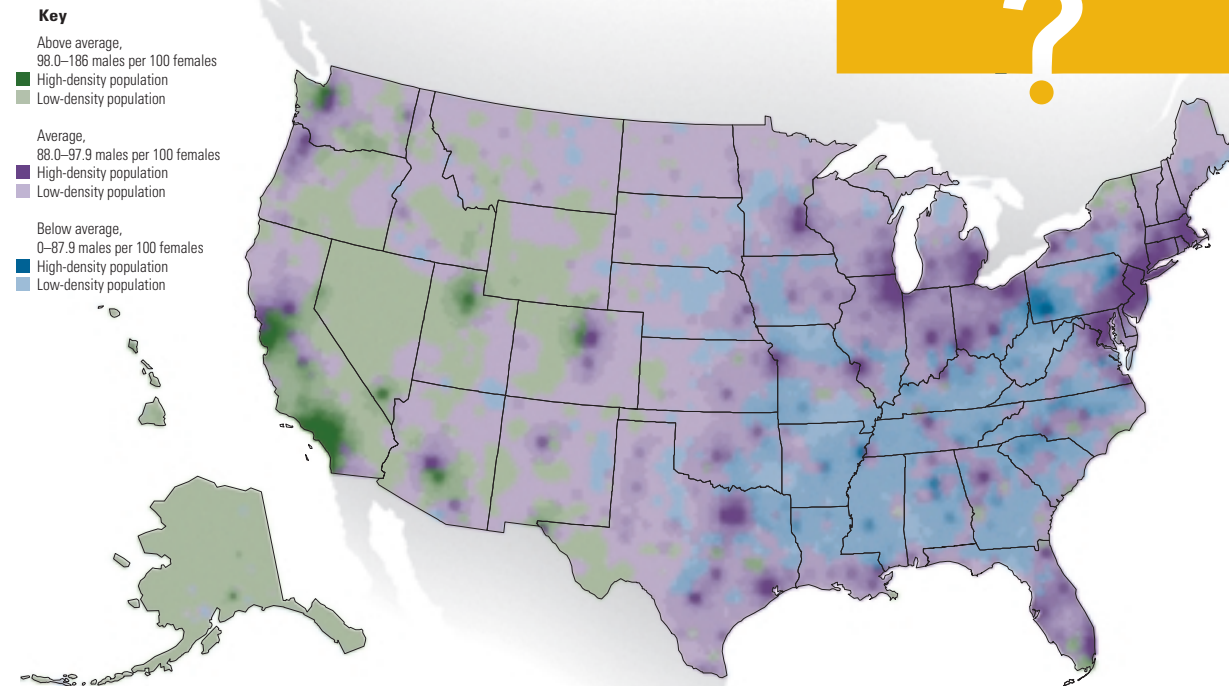 ?
Key
Above average,
98.0–186 males per 100 females
High-density population
Low-density population
Average,
88.0–97.9 males per 100 females
High-density population
Low-density population
Below average,
0–87.9 males per 100 females
High-density population
Low-density population